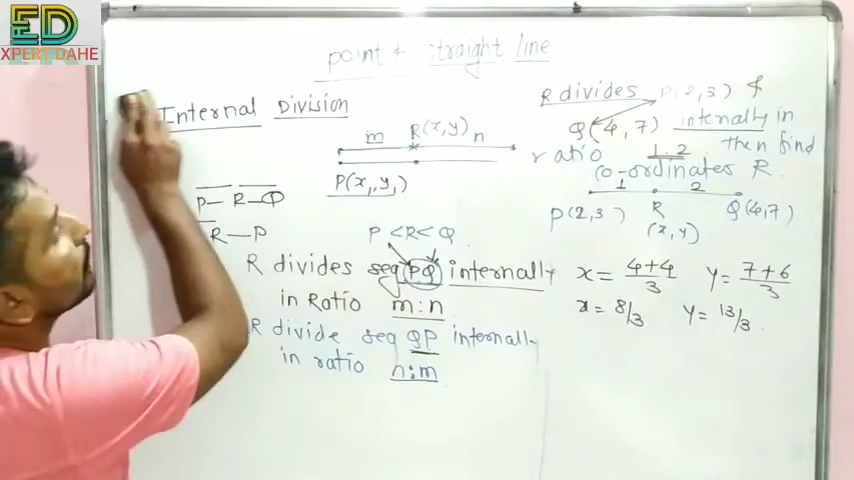 ED
XPERTDAHE
point & straight line
Internal Division
m R(x,y) n
P(x₁,y₁)
P— R—Q
R—P
P<R<Q
R divides seg PQ internally
in Ratio m:n
R divide seg QP internally
in ratio n:m
R divides P(2,3) &
Q(4,7) internally in
ratio 1:2 then find
co-ordinates R.
1 2
P(2,3) R Q(4,7)
(x,y)
x = 4+4/3 y = 7+6/3
x = 8/3 y = 13/3.